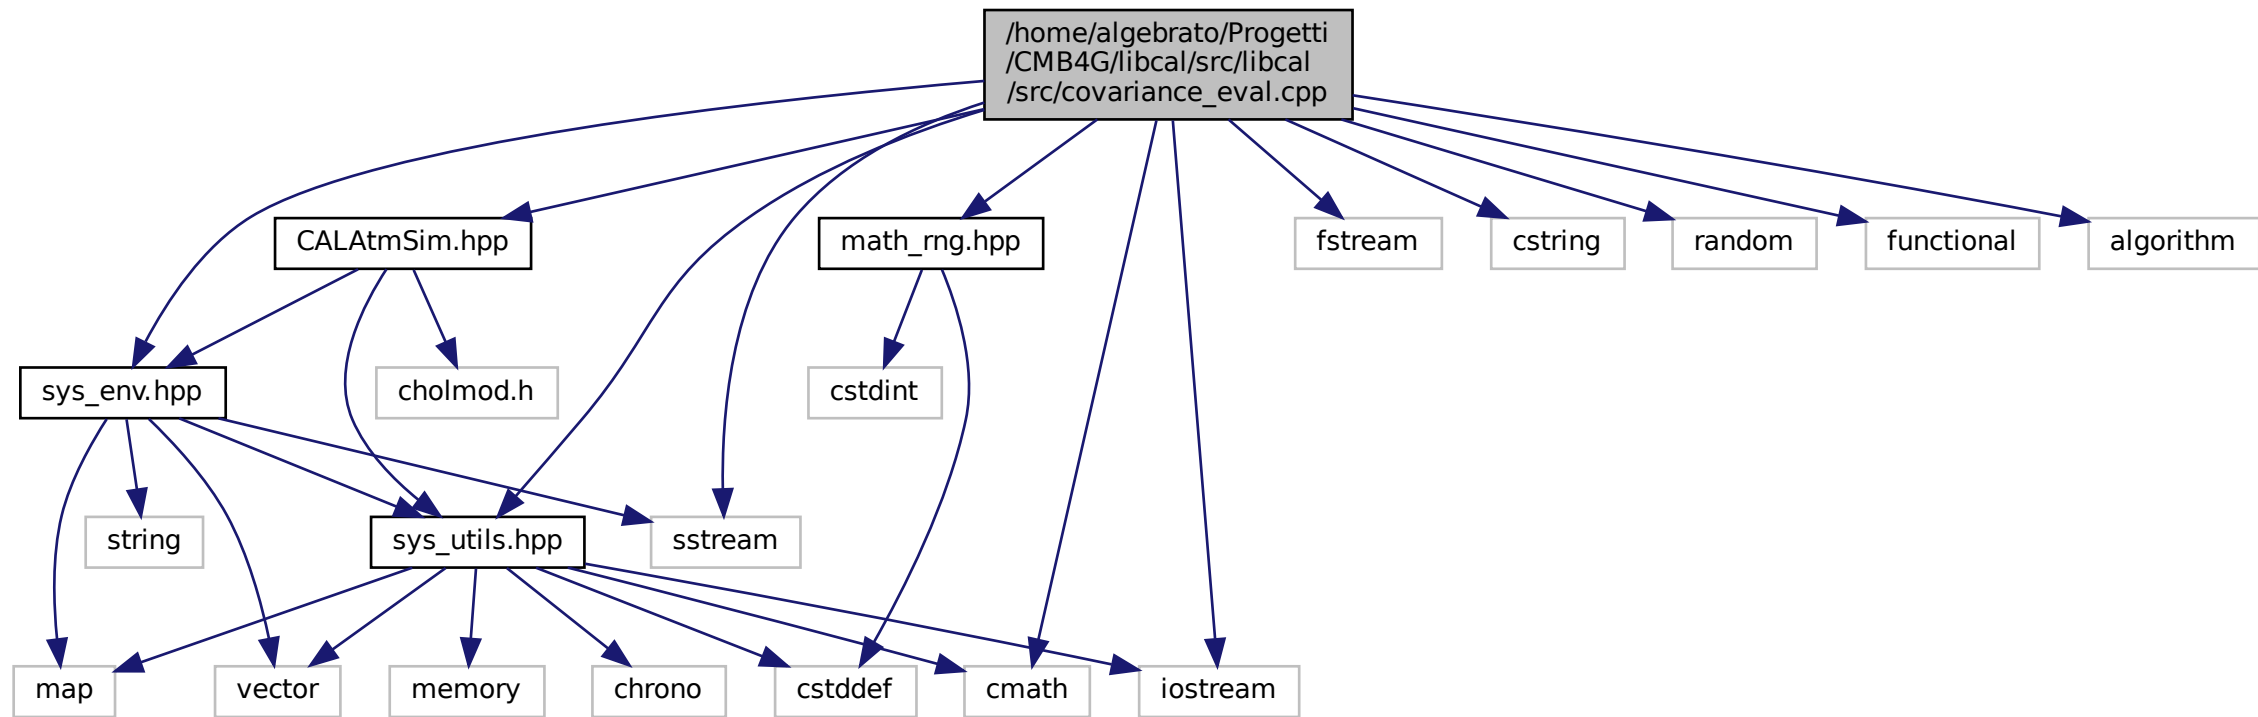 /home/algebrato/Progetti
/CMB4G/libcal/src/libcal
/src/covariance_eval.cpp
CALAtmSim.hpp
math_rng.hpp
fstream
cstring
random
functional
algorithm
sys_env.hpp
cholmod.h
cstdint
string
sys_utils.hpp
sstream
map
vector
memory
chrono
cstddef
cmath
iostream